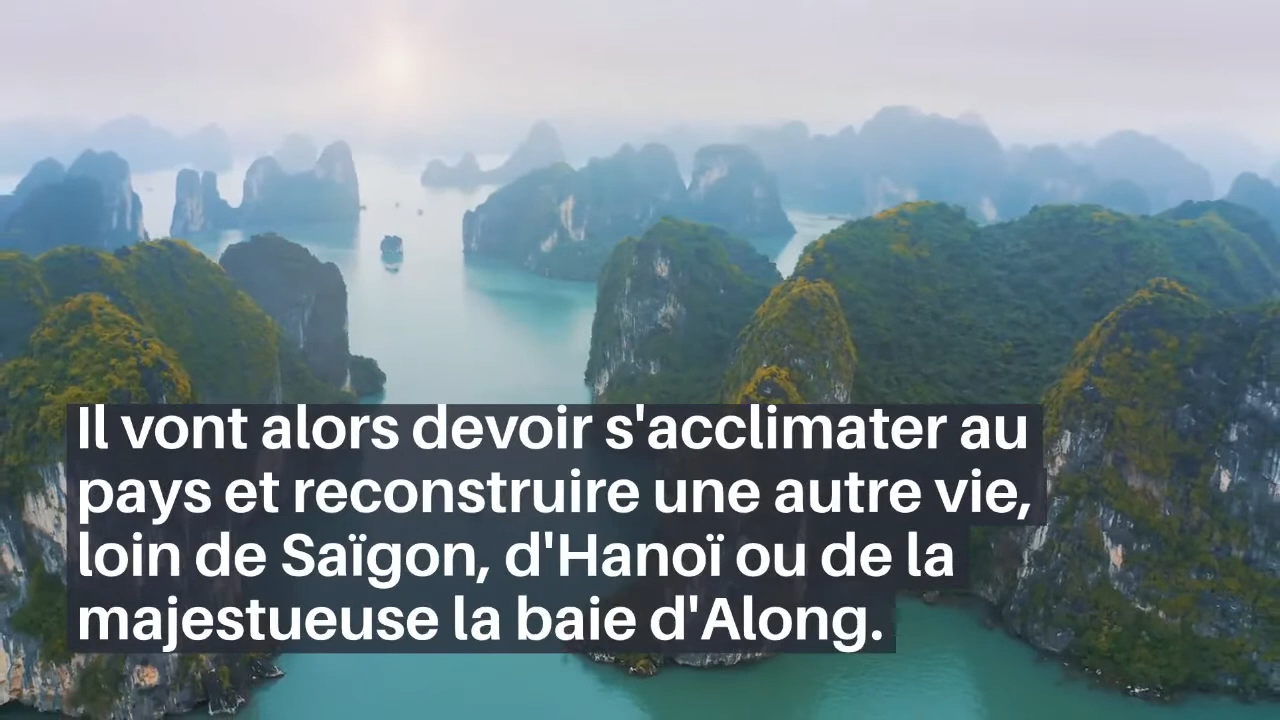 Il vont alors devoir s'acclimater au
pays et reconstruire une autre vie,
loin de Saïgon, d'Hanoï ou de la
majestueuse la baie d'Along.